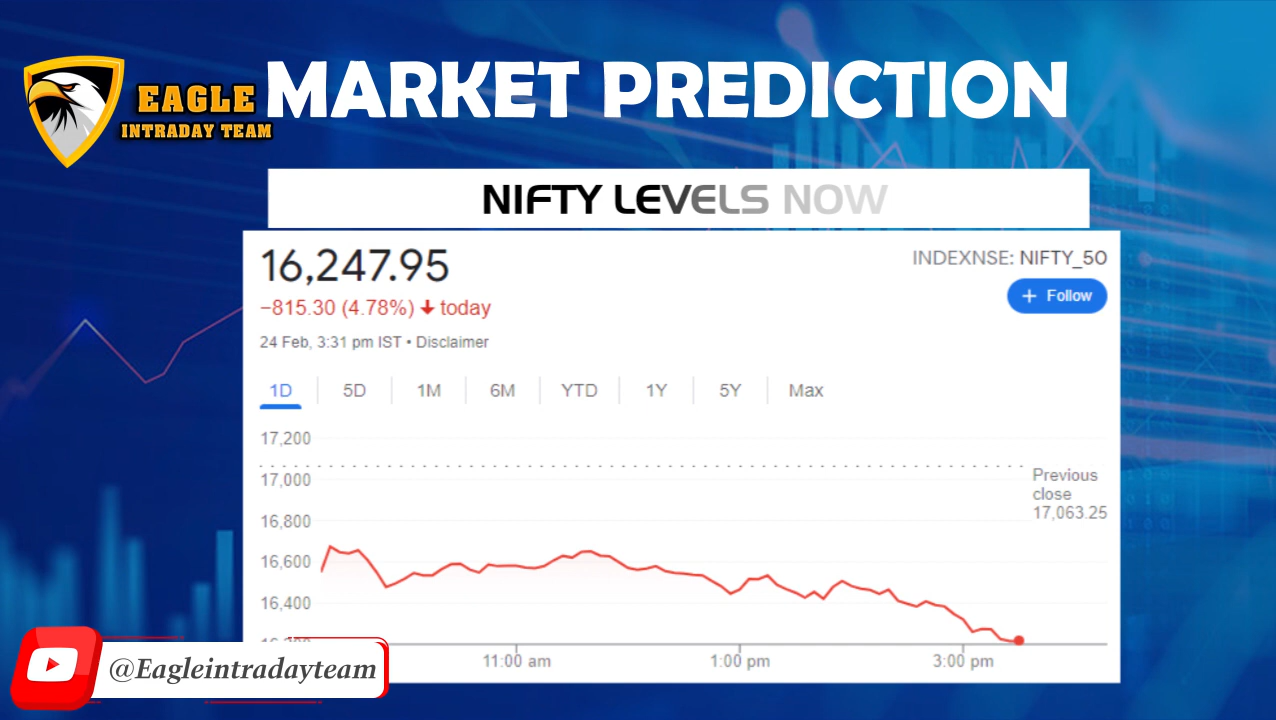 EAGLE
INTRADAY TEAM
MARKET PREDICTION
NIFTY LEVELS NOW
16,247.95
INDEXNSE: NIFTY_50
−815.30 (4.78%) today
+ Follow
24 Feb, 3:31 pm IST • Disclaimer
1D 5D 1M 6M YTD 1Y 5Y Max
17,200
17,000
Previous
close
17,063.25
16,800
16,600
16,400
11:00 am 1:00 pm 3:00 pm
@Eagleintradayteam